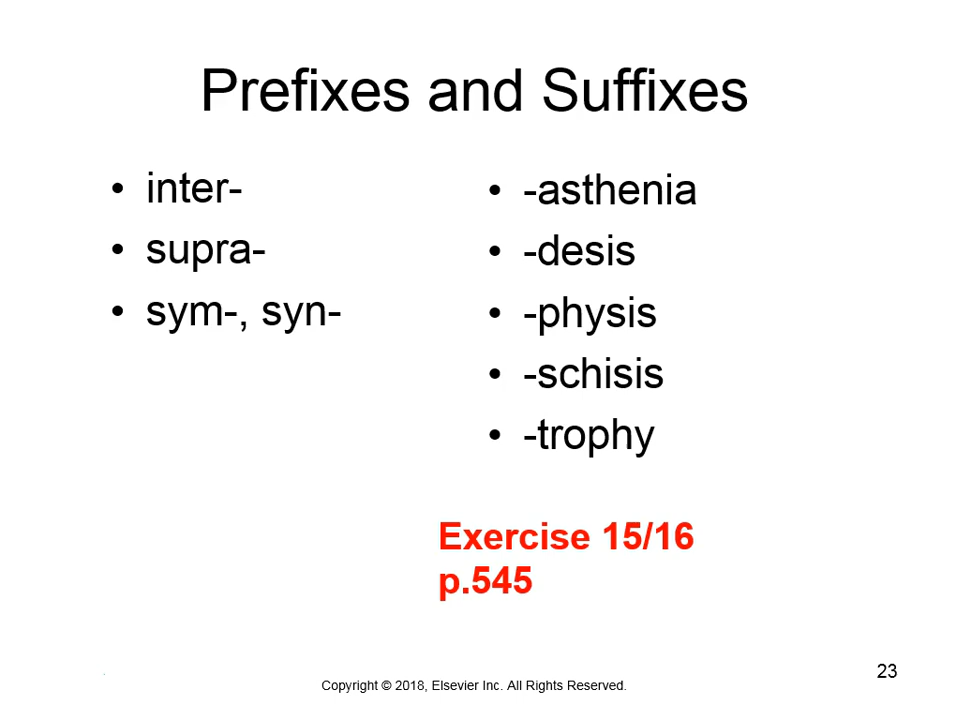 Prefixes and Suffixes
• inter-
• supra-
• sym-, syn-
• -asthenia
• -desis
• -physis
• -schisis
• -trophy
Exercise 15/16
p.545
23
Copyright © 2018, Elsevier Inc. All Rights Reserved.